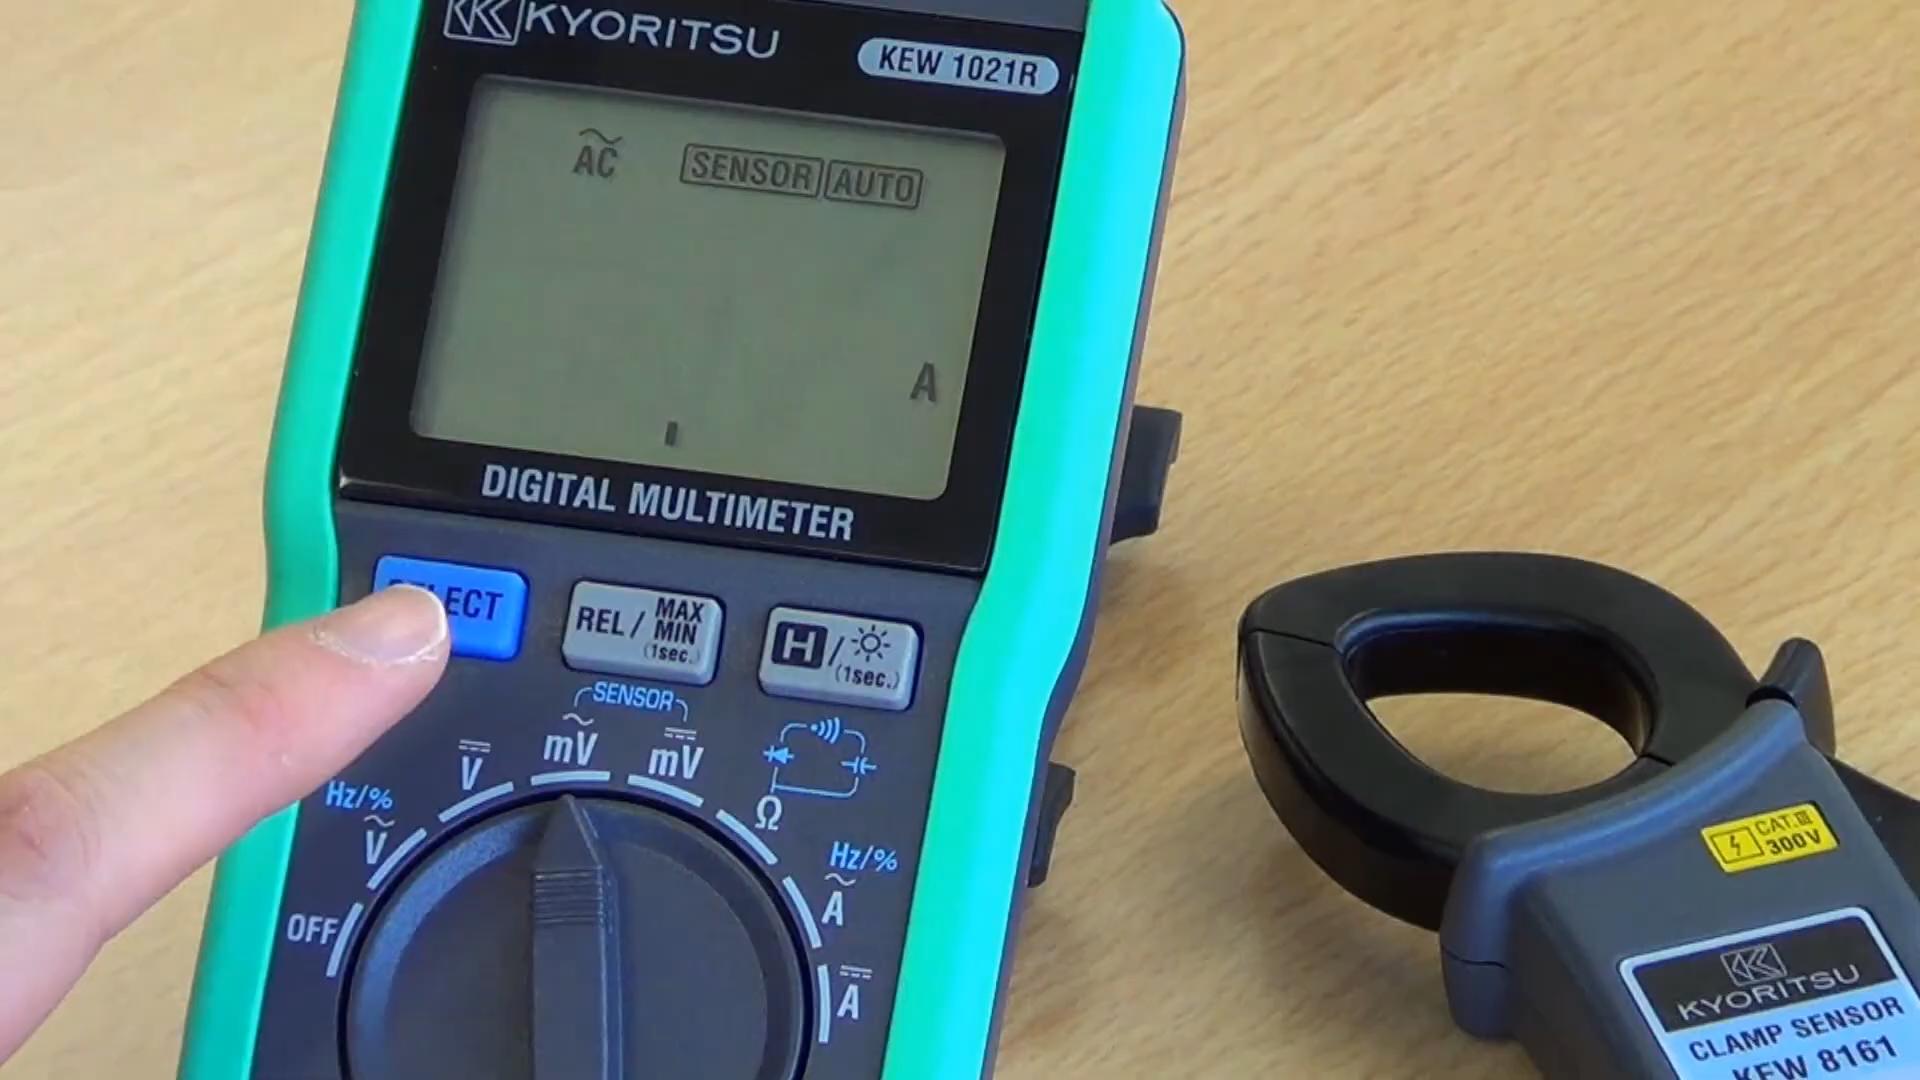 KYORITSU
KEW 1021R
AC SENSOR AUTO
A
DIGITAL MULTIMETER
SELECT
REL / MAX MIN (1sec.)
H / (1sec.)
SENSOR
mV
mV
V
Hz/%
V
OFF
Ω
Hz/%
A
A
CAT.III
300V
KYORITSU
CLAMP SENSOR
KEW 8161